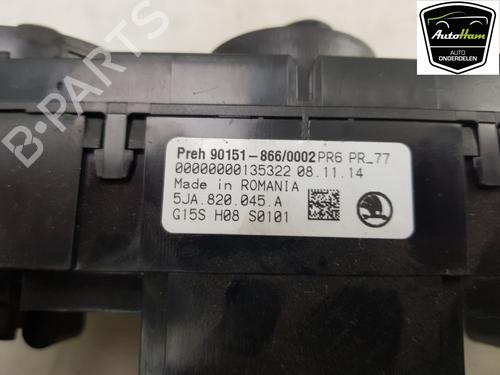 AutoHam
AUTO
ONDERDELEN
B-PARTS
Preh 90151-866/0002 PR6 PR_77
00000000135322 08.11.14
Made in ROMANIA
5JA.820.045.A
G15S H08 S0101